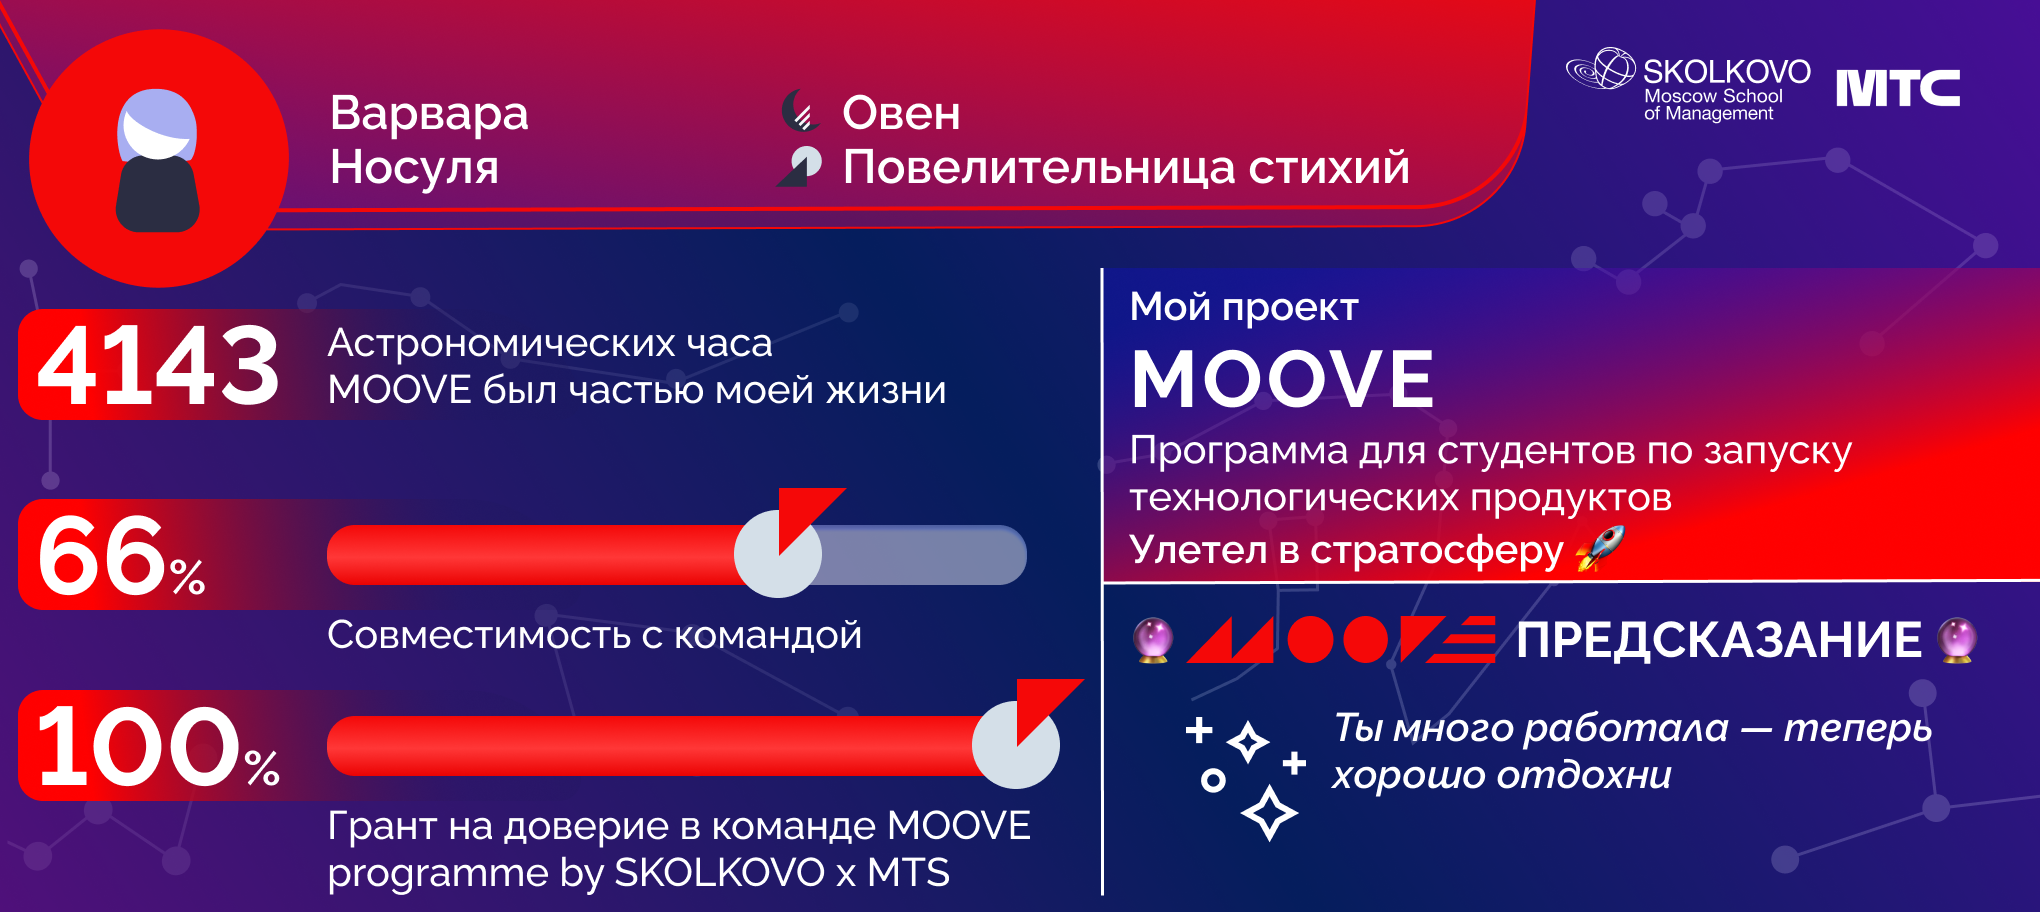 Варвара
Носуля
Овен
Повелительница стихий
SKOLKOVO
Moscow School
of Management
МТС
4143
Астрономических часа
MOOVE был частью моей жизни
66%
Совместимость с командой
100%
Грант на доверие в команде MOOVE
programme by SKOLKOVO x MTS
Мой проект
MOOVE
Программа для студентов по запуску
технологических продуктов
Улетел в стратосферу
MOOVE ПРЕДСКАЗАНИЕ
Ты много работала — теперь
хорошо отдохни